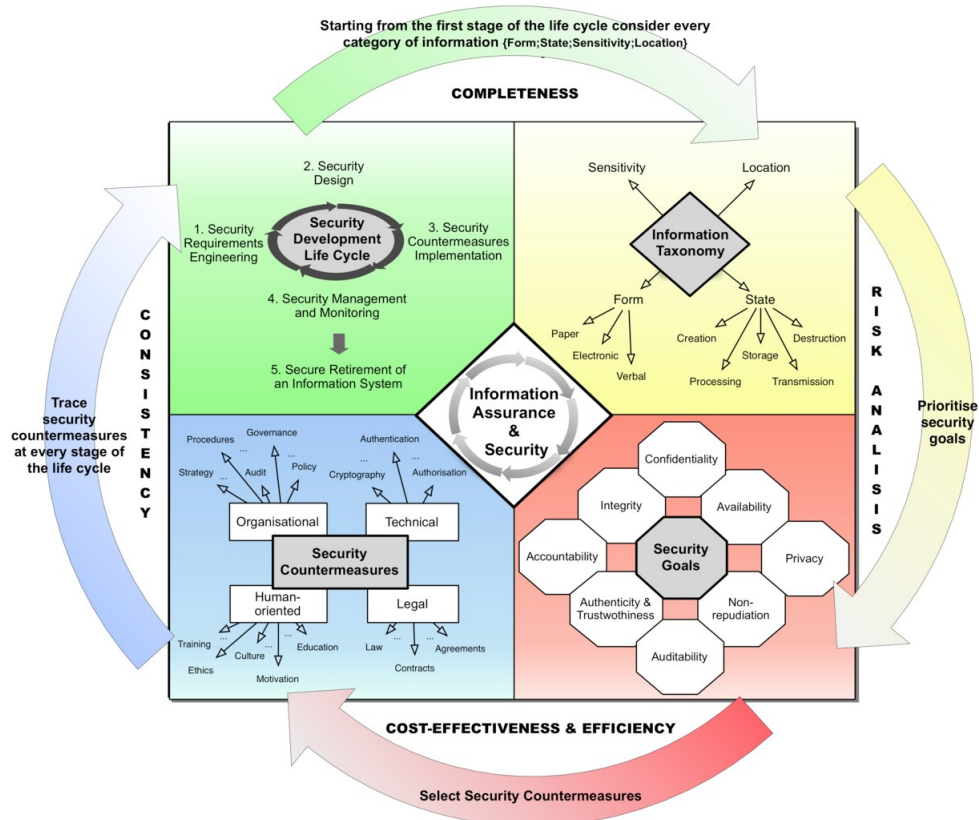 Starting from the first stage of the life cycle consider every
category of information {Form;State;Sensitivity;Location}
COMPLETENESS
2. Security
Design
1. Security
Requirements
Engineering
Security
Development
Life Cycle
3. Security
Countermeasures
Implementation
4. Security Management
and Monitoring
5. Secure Retirement of
an Information System
Sensitivity
Location
Information
Taxonomy
Form
State
Paper
Electronic
Verbal
Creation
Storage
Destruction
Processing
Transmission
CONSISTENCY
Trace
security
countermeasures
at every stage of
the life cycle
RISK ANALISIS
Prioritise
security
goals
Information
Assurance
&
Security
Procedures
Governance
...
Strategy
...
Audit
Policy
Authentication
...
Cryptography
Authorisation
Organisational
Technical
Security
Countermeasures
Human-
oriented
Legal
Training
...
Ethics
Culture
...
Motivation
...
Education
Law
...
Contracts
...
Agreements
Confidentiality
Integrity
Availability
Accountability
Security
Goals
Privacy
Authenticity &
Trustwothiness
Non-
repudiation
Auditability
COST-EFFECTIVENESS & EFFICIENCY
Select Security Countermeasures